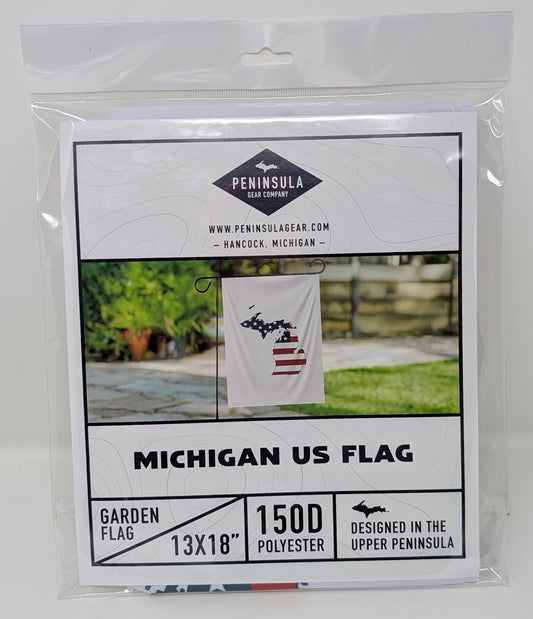 PENINSULA
GEAR COMPANY
WWW.PENINSULAGEAR.COM
– HANCOCK, MICHIGAN –
MICHIGAN US FLAG
GARDEN
FLAG
13X18”
150D
POLYESTER
DESIGNED IN THE
UPPER PENINSULA